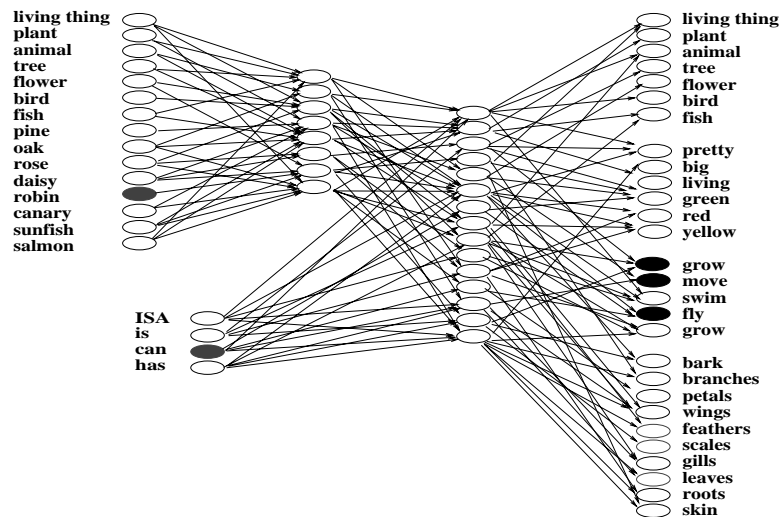 living thing
plant
animal
tree
flower
bird
fish
pine
oak
rose
daisy
robin
canary
sunfish
salmon
ISA
is
can
has
living thing
plant
animal
tree
flower
bird
fish
pretty
big
living
green
red
yellow
grow
move
swim
fly
grow
bark
branches
petals
wings
feathers
scales
gills
leaves
roots
skin